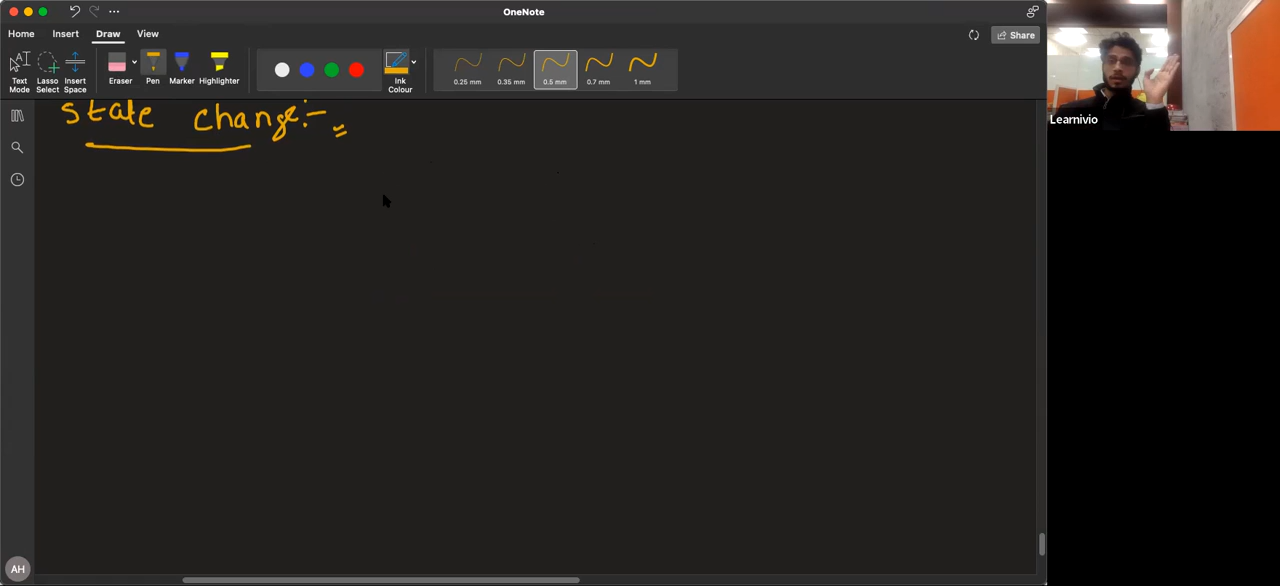 OneNote
Home Insert Draw View
Share
Text Mode
Lasso Select
Insert Space
Eraser
Pen
Marker
Highlighter
Ink Colour
0.25 mm
0.35 mm
0.5 mm
0.7 mm
1 mm
state change:-
Learnivio
AH